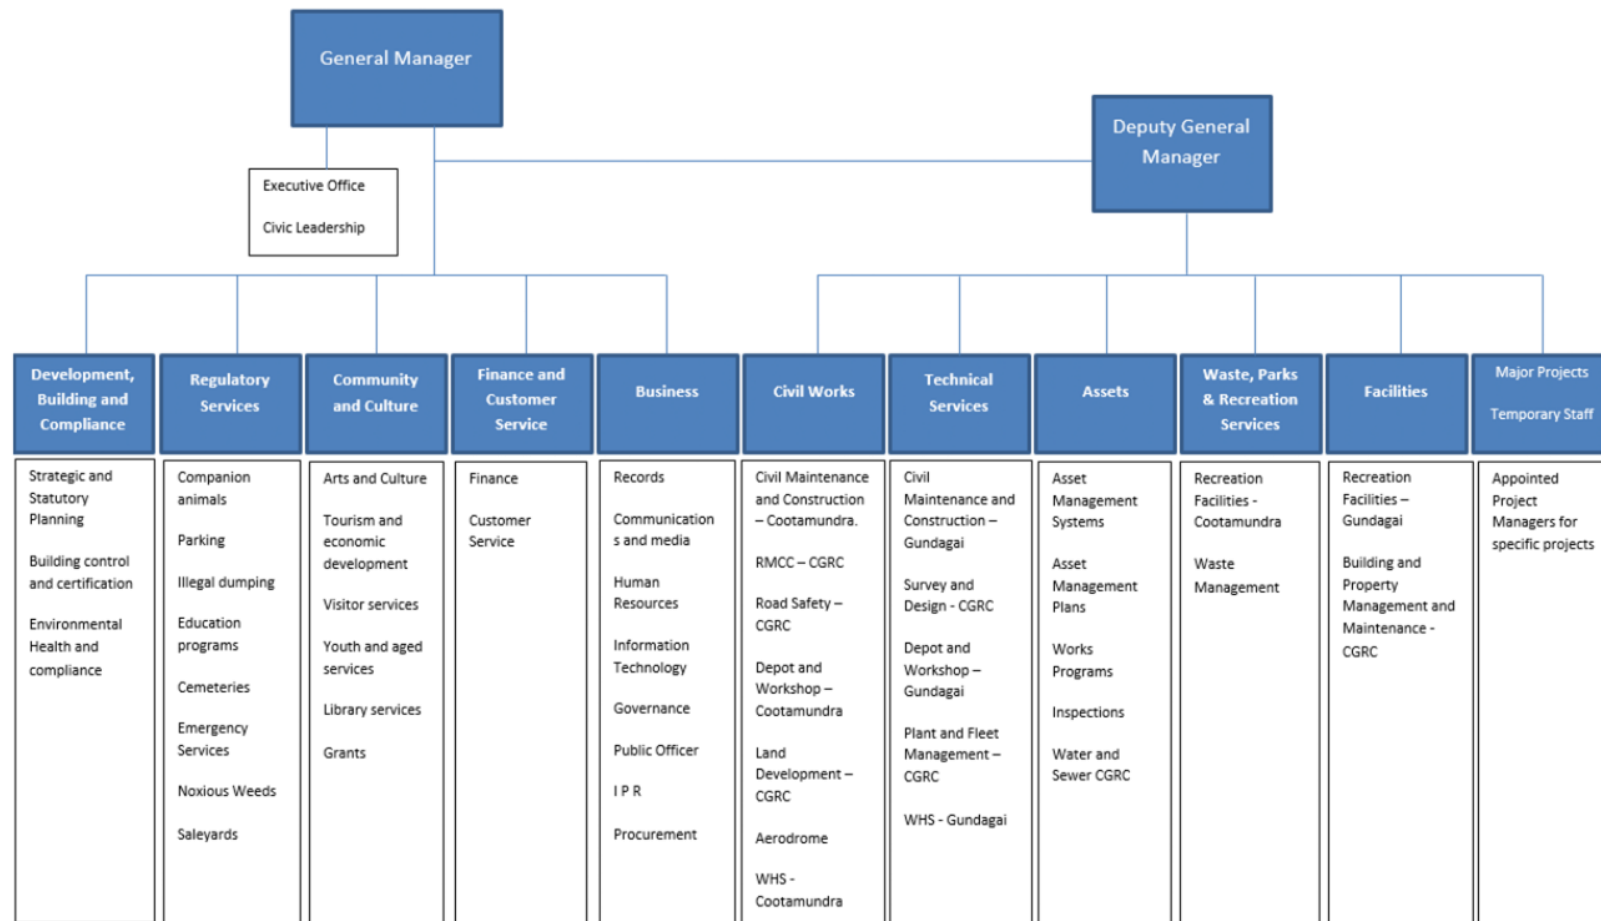 General Manager
Deputy General
Manager
Executive Office
Civic Leadership
Development,
Building and
Compliance
Regulatory
Services
Community
and Culture
Finance and
Customer
Service
Business
Civil Works
Technical
Services
Assets
Waste, Parks
& Recreation
Services
Facilities
Major Projects
Temporary Staff
Strategic and
Statutory
Planning
Building control
and certification
Environmental
Health and
compliance
Companion
animals
Parking
Illegal dumping
Education
programs
Cemeteries
Emergency
Services
Noxious Weeds
Saleyards
Arts and Culture
Tourism and
economic
development
Visitor services
Youth and aged
services
Library services
Grants
Finance
Customer
Service
Records
Communication
s and media
Human
Resources
Information
Technology
Governance
Public Officer
I P R
Procurement
Civil Maintenance
and Construction
– Cootamundra.
RMCC – CGRC
Road Safety –
CGRC
Depot and
Workshop –
Cootamundra
Land
Development –
CGRC
Aerodrome
WHS -
Cootamundra
Civil
Maintenance and
Construction –
Gundagai
Survey and
Design - CGRC
Depot and
Workshop –
Gundagai
Plant and Fleet
Management –
CGRC
WHS - Gundagai
Asset
Management
Systems
Asset
Management
Plans
Works
Programs
Inspections
Water and
Sewer CGRC
Recreation
Facilities -
Cootamundra
Waste
Management
Recreation
Facilities –
Gundagai
Building and
Property
Management and
Maintenance -
CGRC
Appointed
Project
Managers for
specific projects